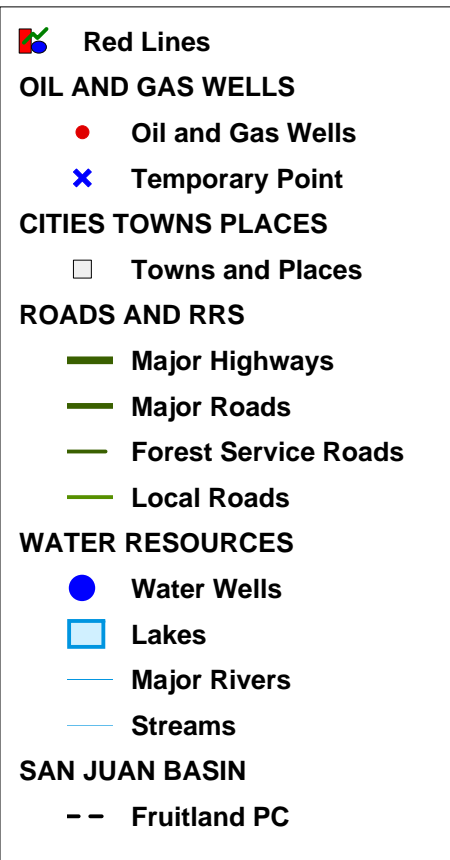 Red Lines
OIL AND GAS WELLS
Oil and Gas Wells
Temporary Point
CITIES TOWNS PLACES
Towns and Places
ROADS AND RRS
Major Highways
Major Roads
Forest Service Roads
Local Roads
WATER RESOURCES
Water Wells
Lakes
Major Rivers
Streams
SAN JUAN BASIN
Fruitland PC